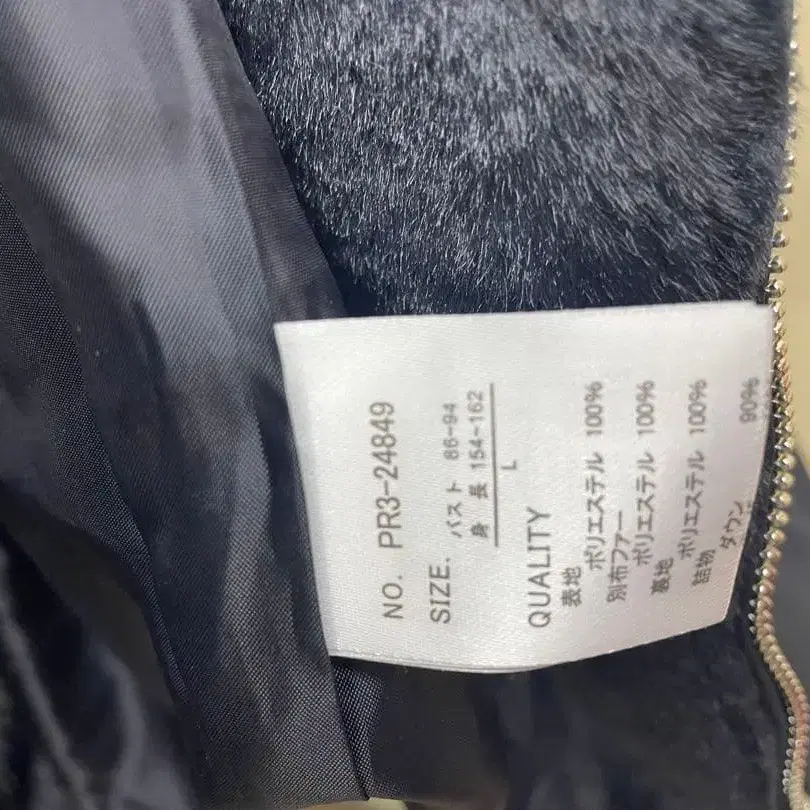 NO. PR3-24849
SIZE. バスト 86-94
身 長 154-162
L
QUALITY
表地
ポリエステル 100%
別布ファー
ポリエステル 100%
裏地
ポリエステル 100%
詰物
ダウン 90%